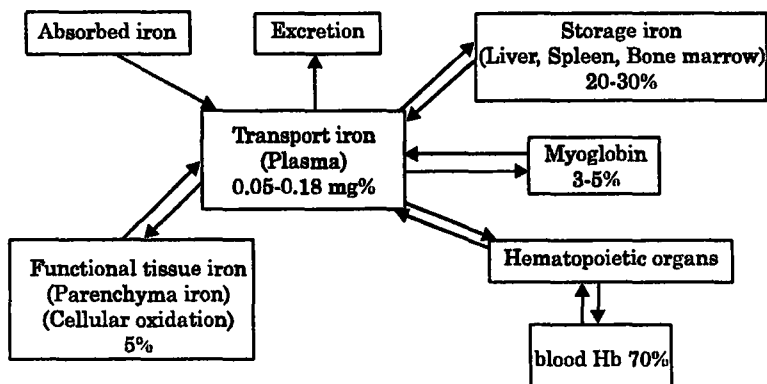 Absorbed iron
Excretion
Storage iron
(Liver, Spleen, Bone marrow)
20-30%
Transport iron
(Plasma)
0.05-0.18 mg%
Myoglobin
3-5%
Functional tissue iron
(Parenchyma iron)
(Cellular oxidation)
5%
Hematopoietic organs
blood Hb 70%